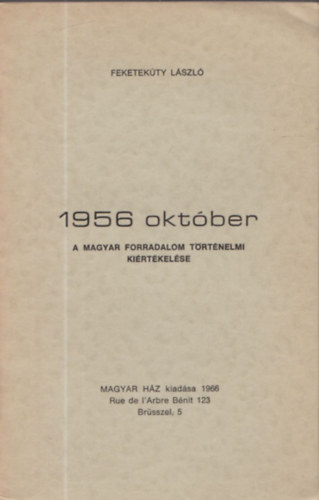 FEKETEKÚTY LÁSZLÓ
1956 október
A MAGYAR FORRADALOM TÖRTÉNELMI
KIÉRTÉKELÉSE
MAGYAR HÁZ kiadása 1966
Rue de l'Arbre Bénit 123
Brüsszel, 5